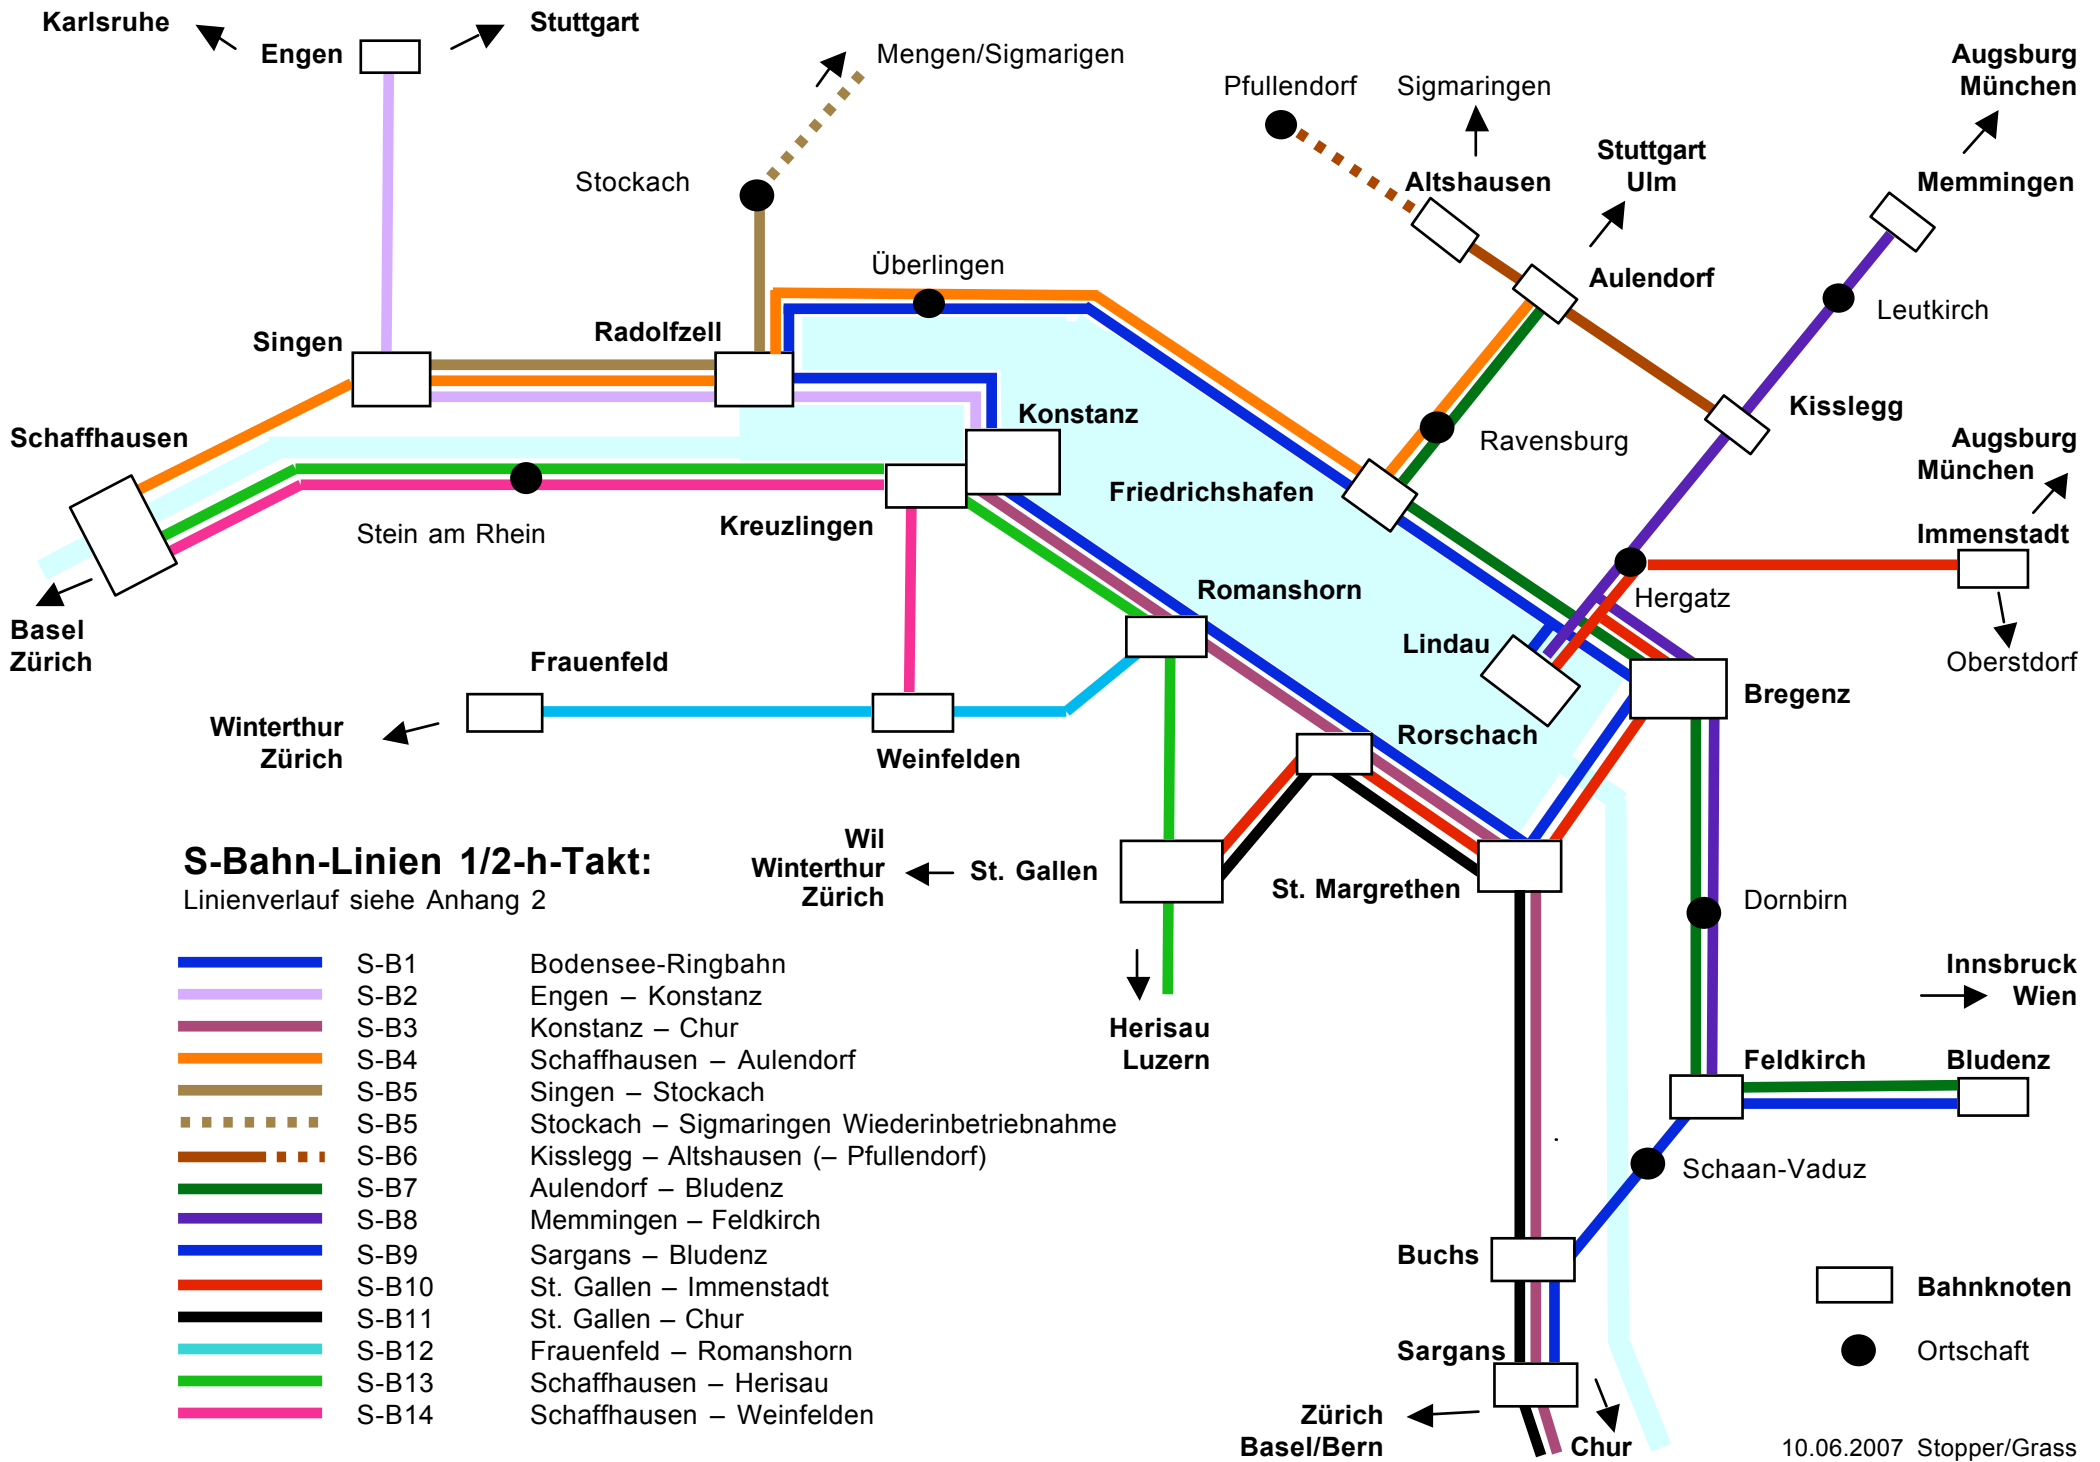 Karlsruhe
Stuttgart
Engen
Mengen/Sigmarigen
Augsburg
München
Pfullendorf
Sigmaringen
Stuttgart
Ulm
Stockach
Altshausen
Memmingen
Überlingen
Aulendorf
Leutkirch
Singen
Radolfzell
Konstanz
Kisslegg
Schaffhausen
Ravensburg
Augsburg
München
Friedrichshafen
Kreuzlingen
Stein am Rhein
Immenstadt
Romanshorn
Hergatz
Basel
Zürich
Frauenfeld
Lindau
Oberstdorf
Bregenz
Winterthur
Zürich
Weinfelden
Rorschach
Wil
Winterthur
Zürich
St. Gallen
St. Margrethen
Dornbirn
S-Bahn-Linien 1/2-h-Takt:
Linienverlauf siehe Anhang 2
Innsbruck
Wien
Herisau
Luzern
Feldkirch
Bludenz
Schaan-Vaduz
Buchs
Sargans
Zürich
Basel/Bern
Chur
S-B1 Bodensee-Ringbahn
S-B2 Engen – Konstanz
S-B3 Konstanz – Chur
S-B4 Schaffhausen – Aulendorf
S-B5 Singen – Stockach
S-B5 Stockach – Sigmaringen Wiederinbetriebnahme
S-B6 Kisslegg – Altshausen (– Pfullendorf)
S-B7 Aulendorf – Bludenz
S-B8 Memmingen – Feldkirch
S-B9 Sargans – Bludenz
S-B10 St. Gallen – Immenstadt
S-B11 St. Gallen – Chur
S-B12 Frauenfeld – Romanshorn
S-B13 Schaffhausen – Herisau
S-B14 Schaffhausen – Weinfelden
Bahnknoten
Ortschaft
10.06.2007 Stopper/Grass